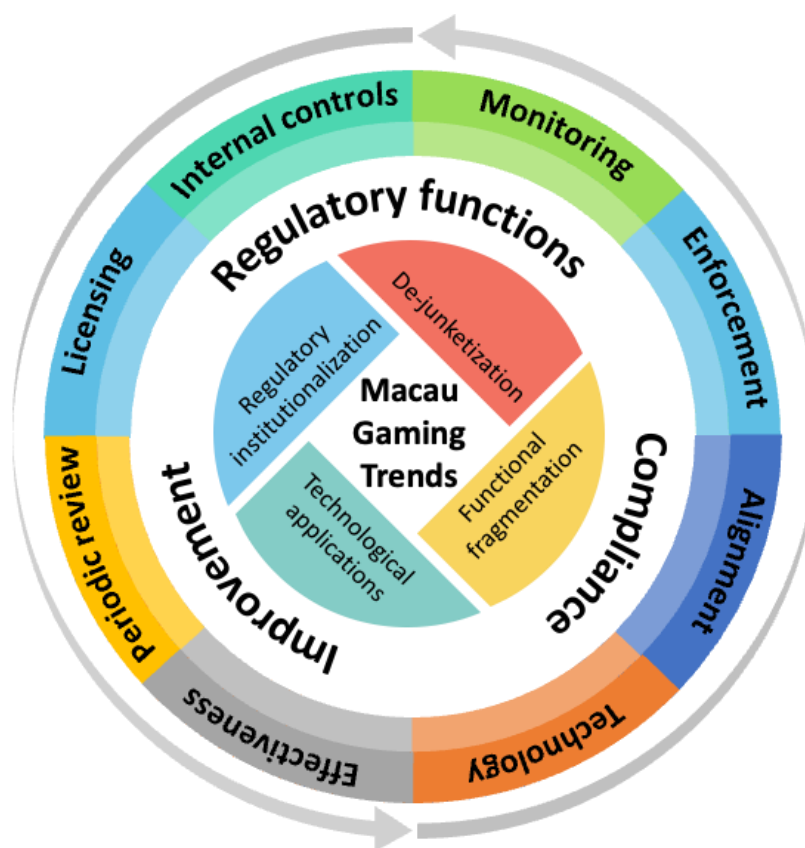 Internal controls
Monitoring
Enforcement
Alignment
Technology
Effectiveness
Periodic review
Licensing
Regulatory functions
Compliance
Improvement
De-junketization
Functional
fragmentation
Technological
applications
Regulatory
institutionalization
Macau
Gaming
Trends